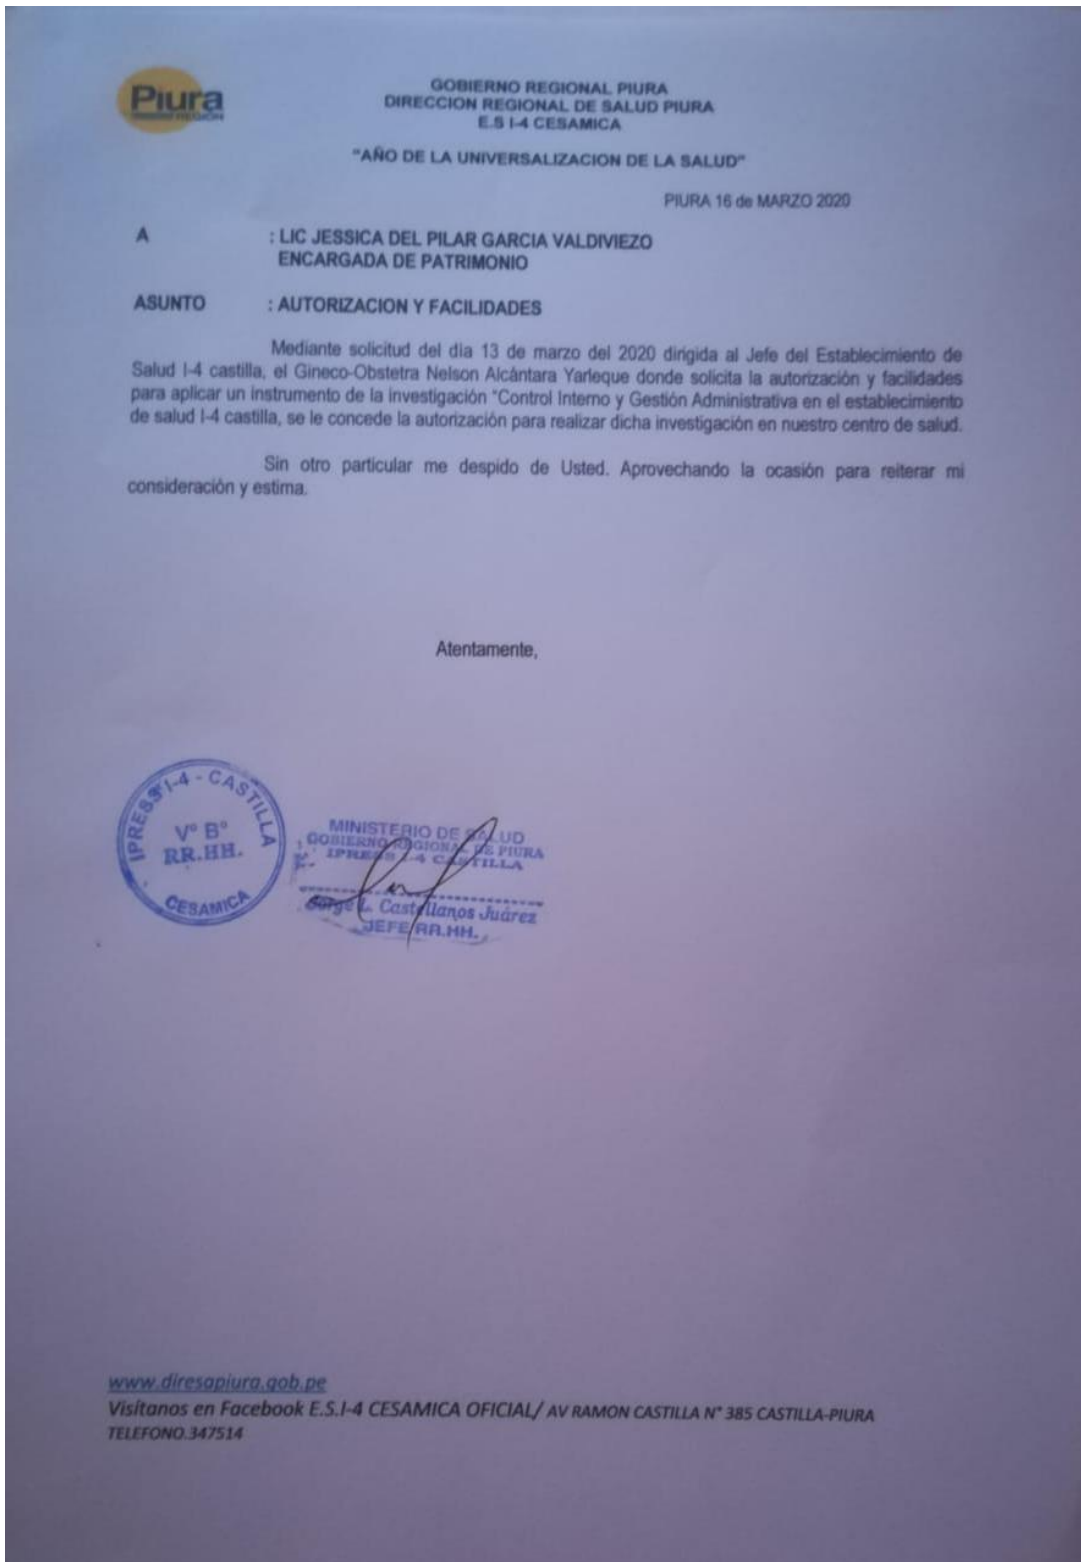 Piura
GOBIERNO REGIONAL PIURA
DIRECCION REGIONAL DE SALUD PIURA
E.S I-4 CESAMICA
"AÑO DE LA UNIVERSALIZACION DE LA SALUD"
PIURA 16 de MARZO 2020
A : LIC JESSICA DEL PILAR GARCIA VALDIVIEZO
ENCARGADA DE PATRIMONIO
ASUNTO : AUTORIZACION Y FACILIDADES
Mediante solicitud del día 13 de marzo del 2020 dirigida al Jefe del Establecimiento de
Salud I-4 castilla, el Gineco-Obstetra Nelson Alcántara Yarleque donde solicita la autorización y facilidades
para aplicar un instrumento de la investigación "Control Interno y Gestión Administrativa en el establecimiento
de salud I-4 castilla, se le concede la autorización para realizar dicha investigación en nuestro centro de salud.
Sin otro particular me despido de Usted. Aprovechando la ocasión para reiterar mi
consideración y estima.
Atentamente,
IPRESS I-4 - CASTILLA
V° B°
RR.HH.
CESAMICA
MINISTERIO DE SALUD
GOBIERNO REGIONAL DE PIURA
IPRESS I-4 CASTILLA
Jorge L. Castellanos Juárez
JEFE RR.HH.
www.diresapiura.gob.pe
Visítanos en Facebook E.S.I-4 CESAMICA OFICIAL/ AV RAMON CASTILLA N° 385 CASTILLA-PIURA
TELEFONO.347514